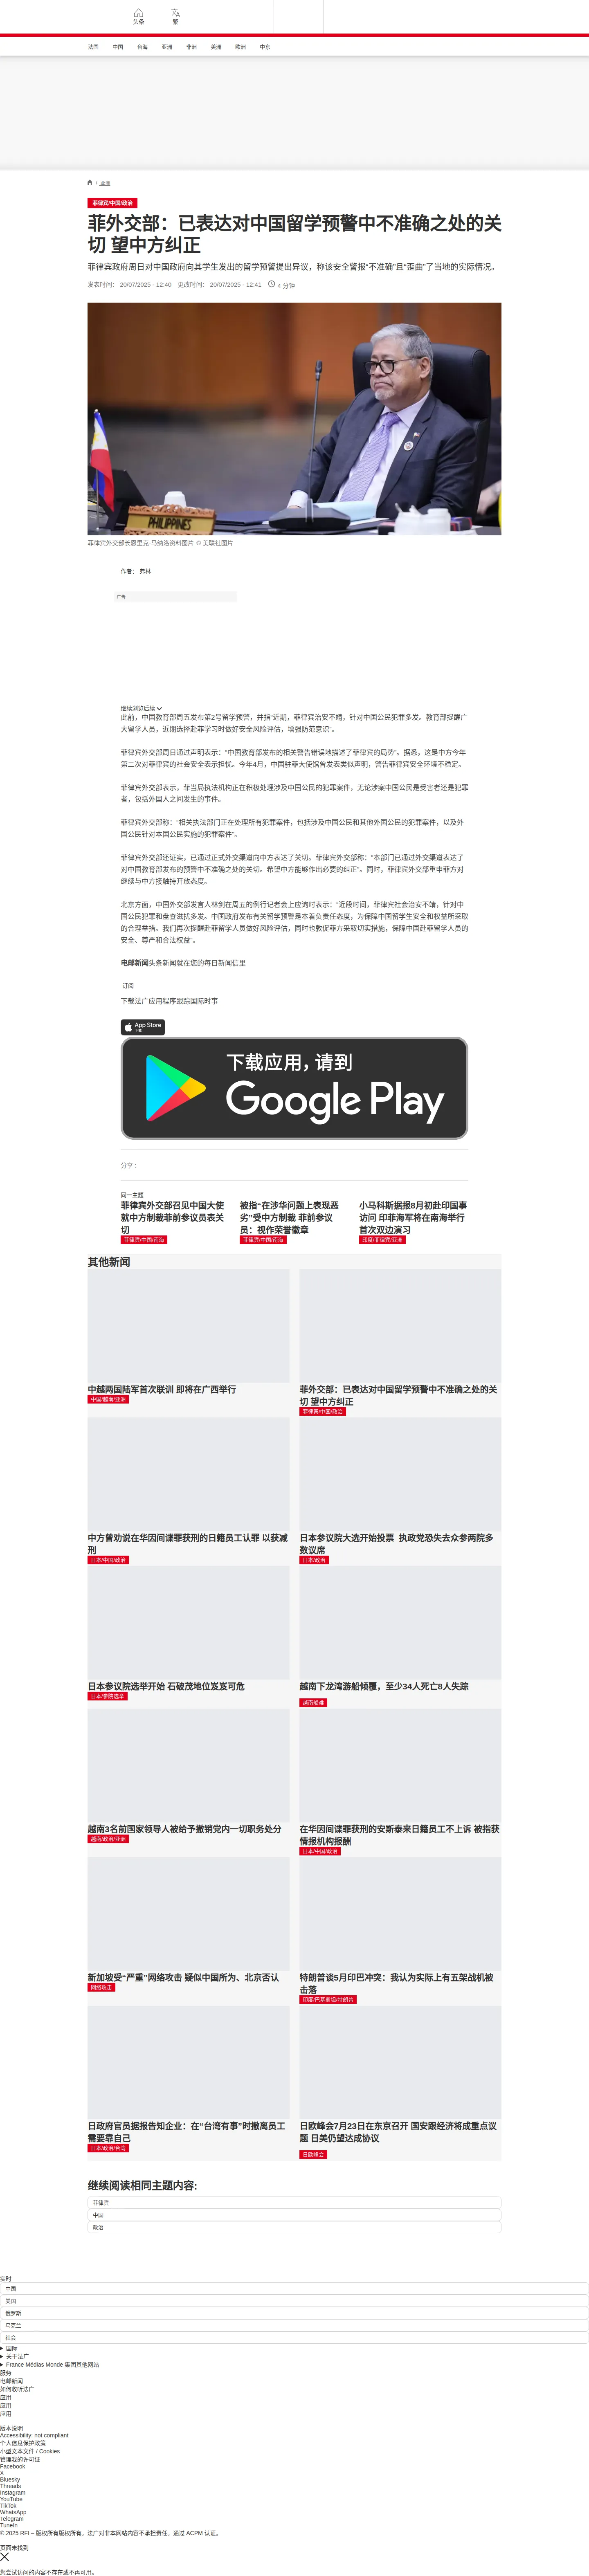 头条
繁
法国 中国 台海 亚洲 非洲 美洲 欧洲 中东
/ 亚洲
菲律宾/中国/政治
菲外交部：已表达对中国留学预警中不准确之处的关
切 望中方纠正
菲律宾政府周日对中国政府向其学生发出的留学预警提出异议，称该安全警报“不准确”且“歪曲”了当地的实际情况。
发表时间： 20/07/2025 - 12:40 更改时间： 20/07/2025 - 12:41 4 分钟
PHILIPPINES
菲律宾外交部长恩里克·马纳洛资料图片 © 美联社图片
作者： 弗林
广告
继续浏览后续
此前，中国教育部周五发布第2号留学预警，并指“近期，菲律宾治安不靖，针对中国公民犯罪多发。教育部提醒广
大留学人员，近期选择赴菲学习时做好安全风险评估，增强防范意识”。
菲律宾外交部周日通过声明表示：“中国教育部发布的相关警告错误地描述了菲律宾的局势”。据悉，这是中方今年
第二次对菲律宾的社会安全表示担忧。今年4月，中国驻菲大使馆曾发表类似声明，警告菲律宾安全环境不稳定。
菲律宾外交部表示，菲当局执法机构正在积极处理涉及中国公民的犯罪案件，无论涉案中国公民是受害者还是犯罪
者，包括外国人之间发生的事件。
菲律宾外交部称：“相关执法部门正在处理所有犯罪案件，包括涉及中国公民和其他外国公民的犯罪案件，以及外
国公民针对本国公民实施的犯罪案件”。
菲律宾外交部还证实，已通过正式外交渠道向中方表达了关切。菲律宾外交部称：“本部门已通过外交渠道表达了
对中国教育部发布的预警中不准确之处的关切。希望中方能够作出必要的纠正”。同时，菲律宾外交部重申菲方对
继续与中方接触持开放态度。
北京方面，中国外交部发言人林剑在周五的例行记者会上应询时表示：“近段时间，菲律宾社会治安不靖，针对中
国公民犯罪和盘查滋扰多发。中国政府发布有关留学预警是本着负责任态度，为保障中国留学生安全和权益所采取
的合理举措。我们再次提醒赴菲留学人员做好风险评估，同时也敦促菲方采取切实措施，保障中国赴菲留学人员的
安全、尊严和合法权益”。
电邮新闻头条新闻就在您的每日新闻信里
订阅
下载法广应用程序跟踪国际时事
App Store
下载
下载应用，请到
Google Play
分享 :
同一主题
菲律宾外交部召见中国大使
就中方制裁菲前参议员表关
切
菲律宾/中国/南海
被指“在涉华问题上表现恶
劣”受中方制裁 菲前参议
员：视作荣誉徽章
菲律宾/中国/南海
小马科斯据报8月初赴印国事
访问 印菲海军将在南海举行
首次双边演习
印度/菲律宾/亚洲
其他新闻
中越两国陆军首次联训 即将在广西举行
中国/越南/亚洲
菲外交部：已表达对中国留学预警中不准确之处的关
切 望中方纠正
菲律宾/中国/政治
中方曾劝说在华因间谍罪获刑的日籍员工认罪 以获减
刑
日本/中国/政治
日本参议院大选开始投票 执政党恐失去众参两院多
数议席
日本/政治
日本参议院选举开始 石破茂地位岌岌可危
日本/参院选举
越南下龙湾游船倾覆，至少34人死亡8人失踪
越南船难
越南3名前国家领导人被给予撤销党内一切职务处分
越南/政治/亚洲
在华因间谍罪获刑的安斯泰来日籍员工不上诉 被指获
情报机构报酬
日本/中国/政治
新加坡受“严重”网络攻击 疑似中国所为、北京否认
网络攻击
特朗普谈5月印巴冲突：我认为实际上有五架战机被
击落
印度/巴基斯坦/特朗普
日政府官员据报告知企业：在“台湾有事”时撤离员工
需要靠自己
日本/政治/台湾
日欧峰会7月23日在东京召开 国安跟经济将成重点议
题 日美仍望达成协议
日欧峰会
继续阅读相同主题内容:
菲律宾
中国
政治
实时
中国
美国
俄罗斯
乌克兰
社会
国际
关于法广
France Médias Monde 集团其他网站
服务
电邮新闻
如何收听法广
应用
应用
应用
版本说明
Accessibility: not compliant
个人信息保护政策
小型文本文件 / Cookies
管理我的许可证
Facebook
X
Bluesky
Threads
Instagram
YouTube
TikTok
WhatsApp
Telegram
TuneIn
© 2025 RFI – 版权所有版权所有。法广对非本网站内容不承担责任。通过 ACPM 认证。
页面未找到
您尝试访问的内容不存在或不再可用。